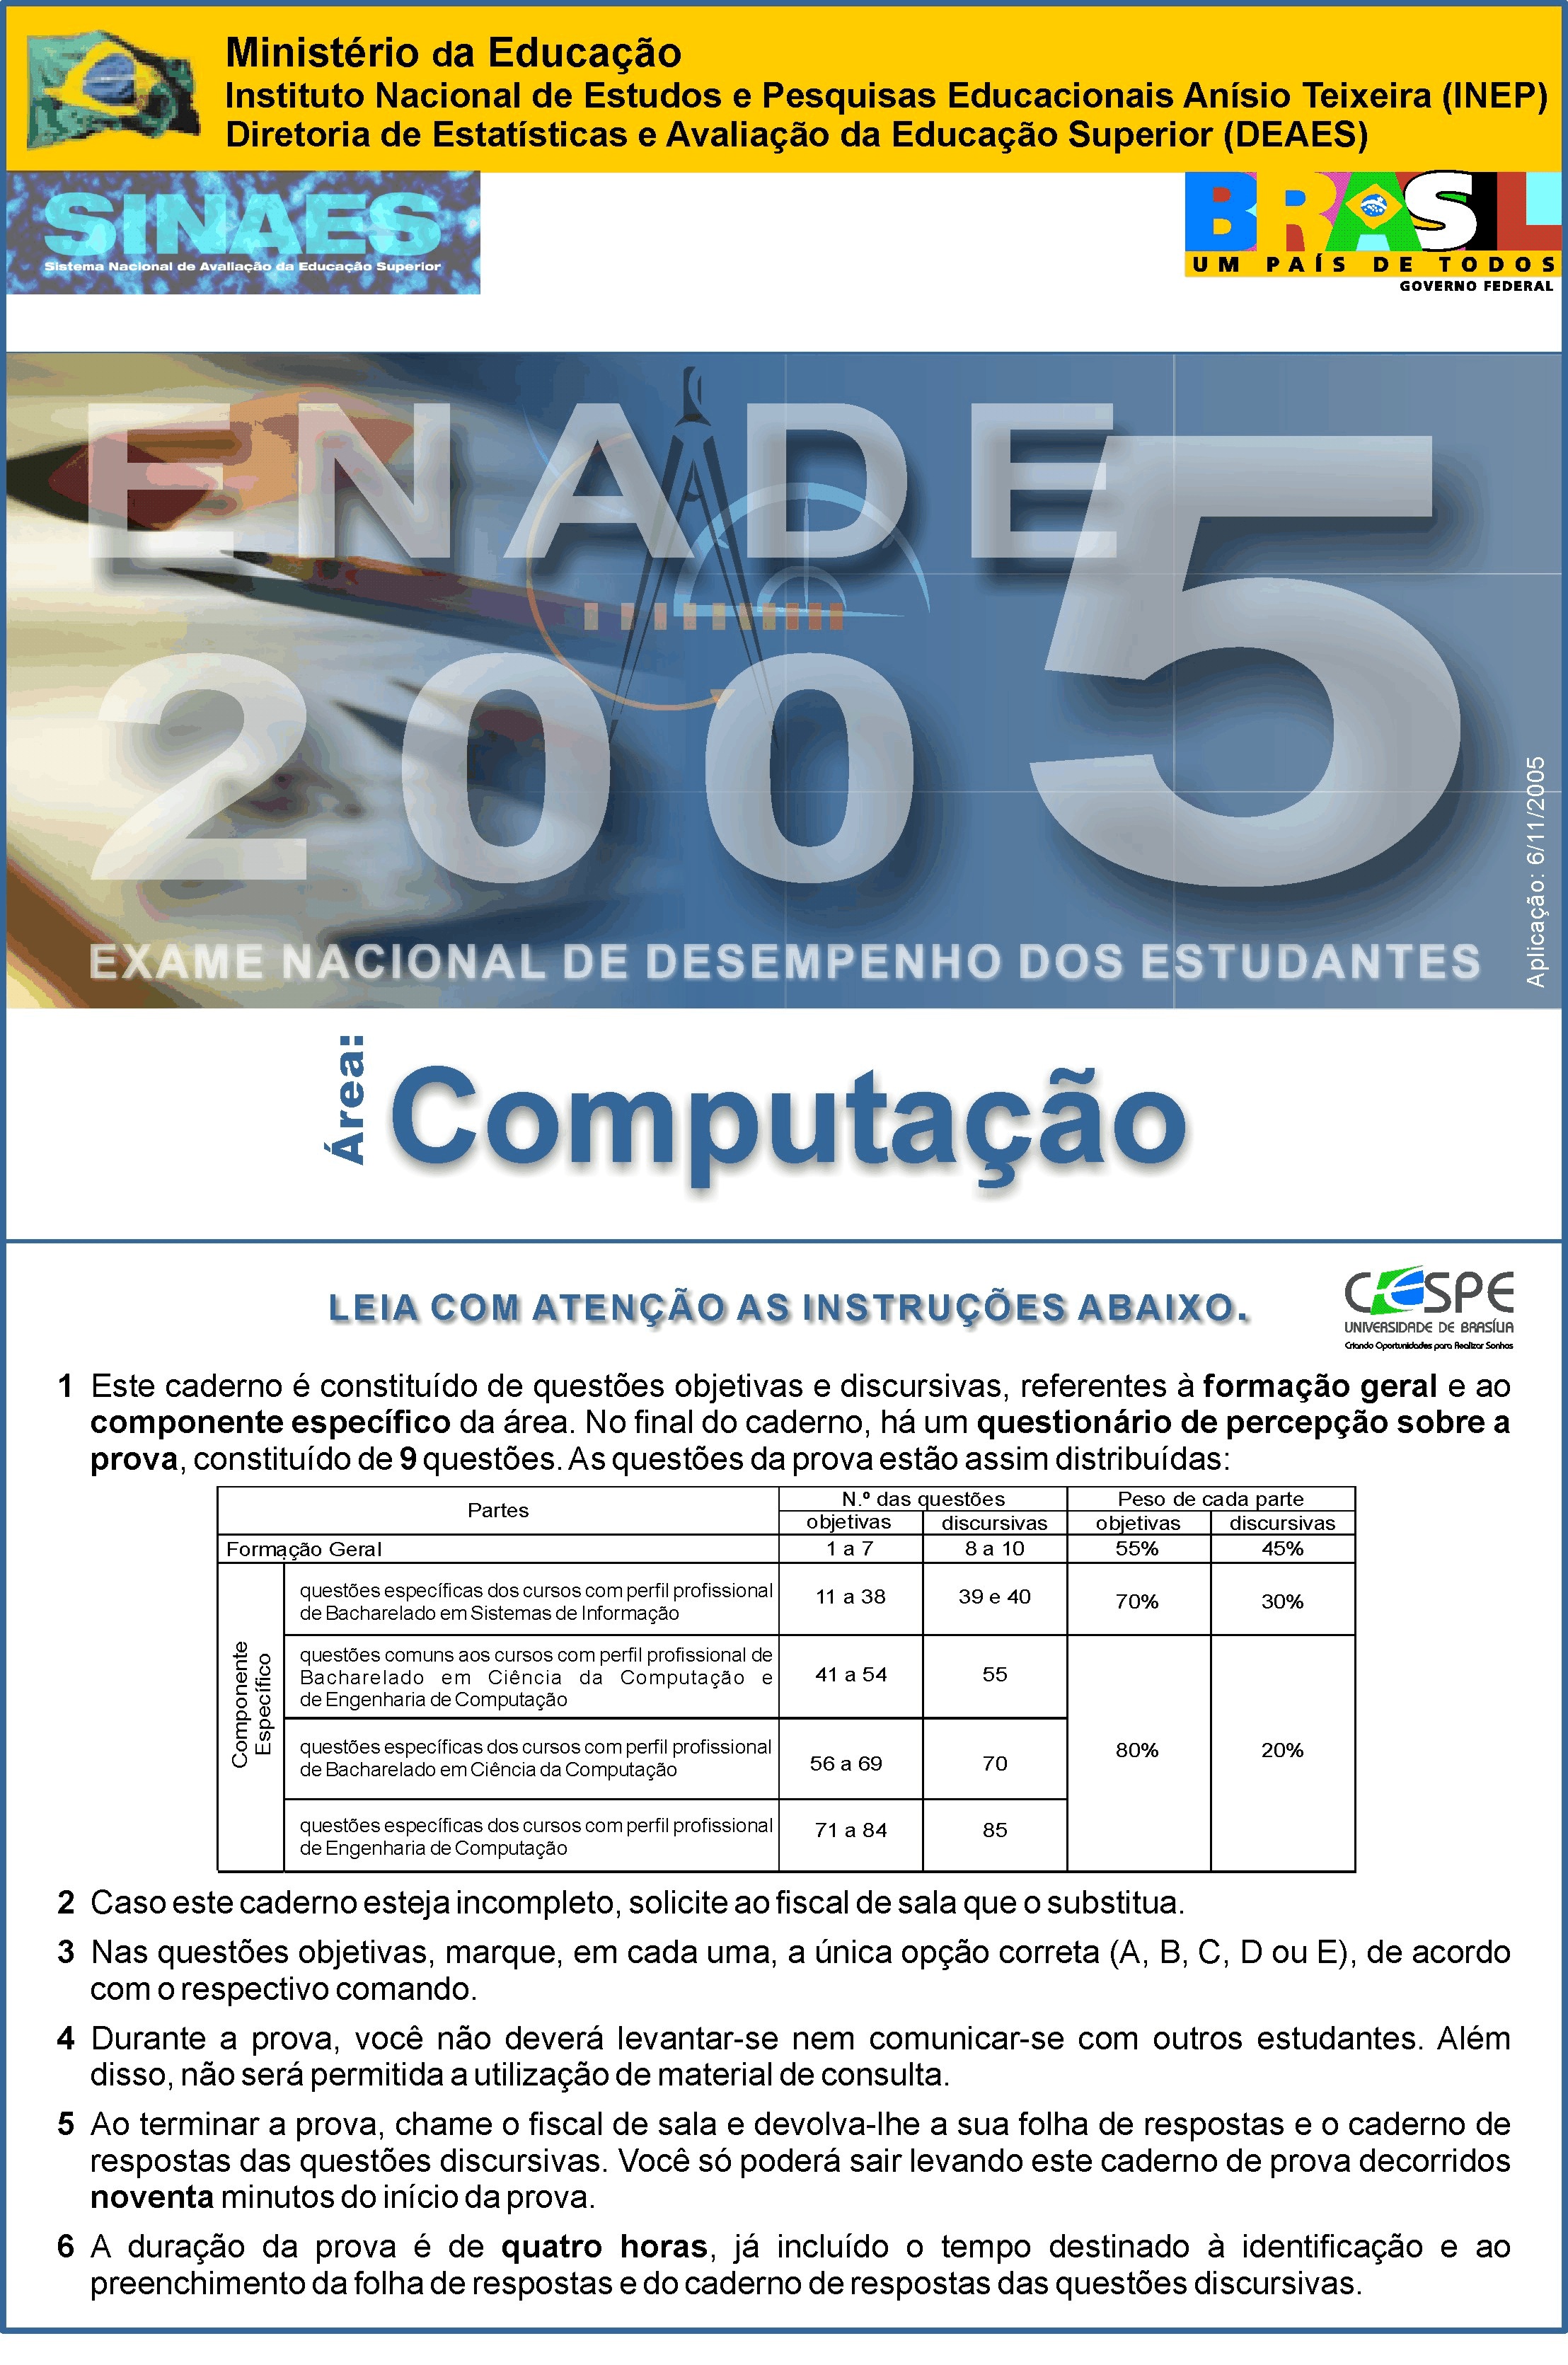 Ministério da Educação
Instituto Nacional de Estudos e Pesquisas Educacionais Anísio Teixeira (INEP)
Diretoria de Estatísticas e Avaliação da Educação Superior (DEAES)
SINAES
Sistema Nacional de Avaliação da Educação Superior
BRASIL
UM PAÍS DE TODOS
GOVERNO FEDERAL
ENADE
2005
EXAME NACIONAL DE DESEMPENHO DOS ESTUDANTES
Aplicação: 6/11/2005
Área:
Computação
LEIA COM ATENÇÃO AS INSTRUÇÕES ABAIXO.
CESPE
UNIVERSIDADE DE BRASÍLIA
Criando Oportunidades para Realizar Sonhos
1 Este caderno é constituído de questões objetivas e discursivas, referentes à formação geral e ao
componente específico da área. No final do caderno, há um questionário de percepção sobre a
prova, constituído de 9 questões. As questões da prova estão assim distribuídas:
Partes
N.º das questões
Peso de cada parte
objetivas discursivas objetivas discursivas
Formação Geral 1 a 7 8 a 10 55% 45%
Componente
Específico
questões específicas dos cursos com perfil profissional
de Bacharelado em Sistemas de Informação
11 a 38 39 e 40 70% 30%
questões comuns aos cursos com perfil profissional de
Bacharelado em Ciência da Computação e
de Engenharia de Computação
41 a 54 55
questões específicas dos cursos com perfil profissional
de Bacharelado em Ciência da Computação
56 a 69 70
80% 20%
questões específicas dos cursos com perfil profissional
de Engenharia de Computação
71 a 84 85
2 Caso este caderno esteja incompleto, solicite ao fiscal de sala que o substitua.
3 Nas questões objetivas, marque, em cada uma, a única opção correta (A, B, C, D ou E), de acordo
com o respectivo comando.
4 Durante a prova, você não deverá levantar-se nem comunicar-se com outros estudantes. Além
disso, não será permitida a utilização de material de consulta.
5 Ao terminar a prova, chame o fiscal de sala e devolva-lhe a sua folha de respostas e o caderno de
respostas das questões discursivas. Você só poderá sair levando este caderno de prova decorridos
noventa minutos do início da prova.
6 A duração da prova é de quatro horas, já incluído o tempo destinado à identificação e ao
preenchimento da folha de respostas e do caderno de respostas das questões discursivas.